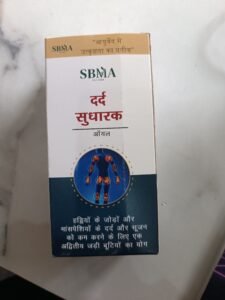 SBMA
"आयुर्वेद में
उत्कृष्टता का प्रतीक"
SBMA
दर्द
सुधारक
ऑयल
हड्डियों के जोड़ों और
मांसपेशियों के दर्द और सूजन
को कम करने के लिए एक
अद्वितीय जड़ी बूटियों का योग